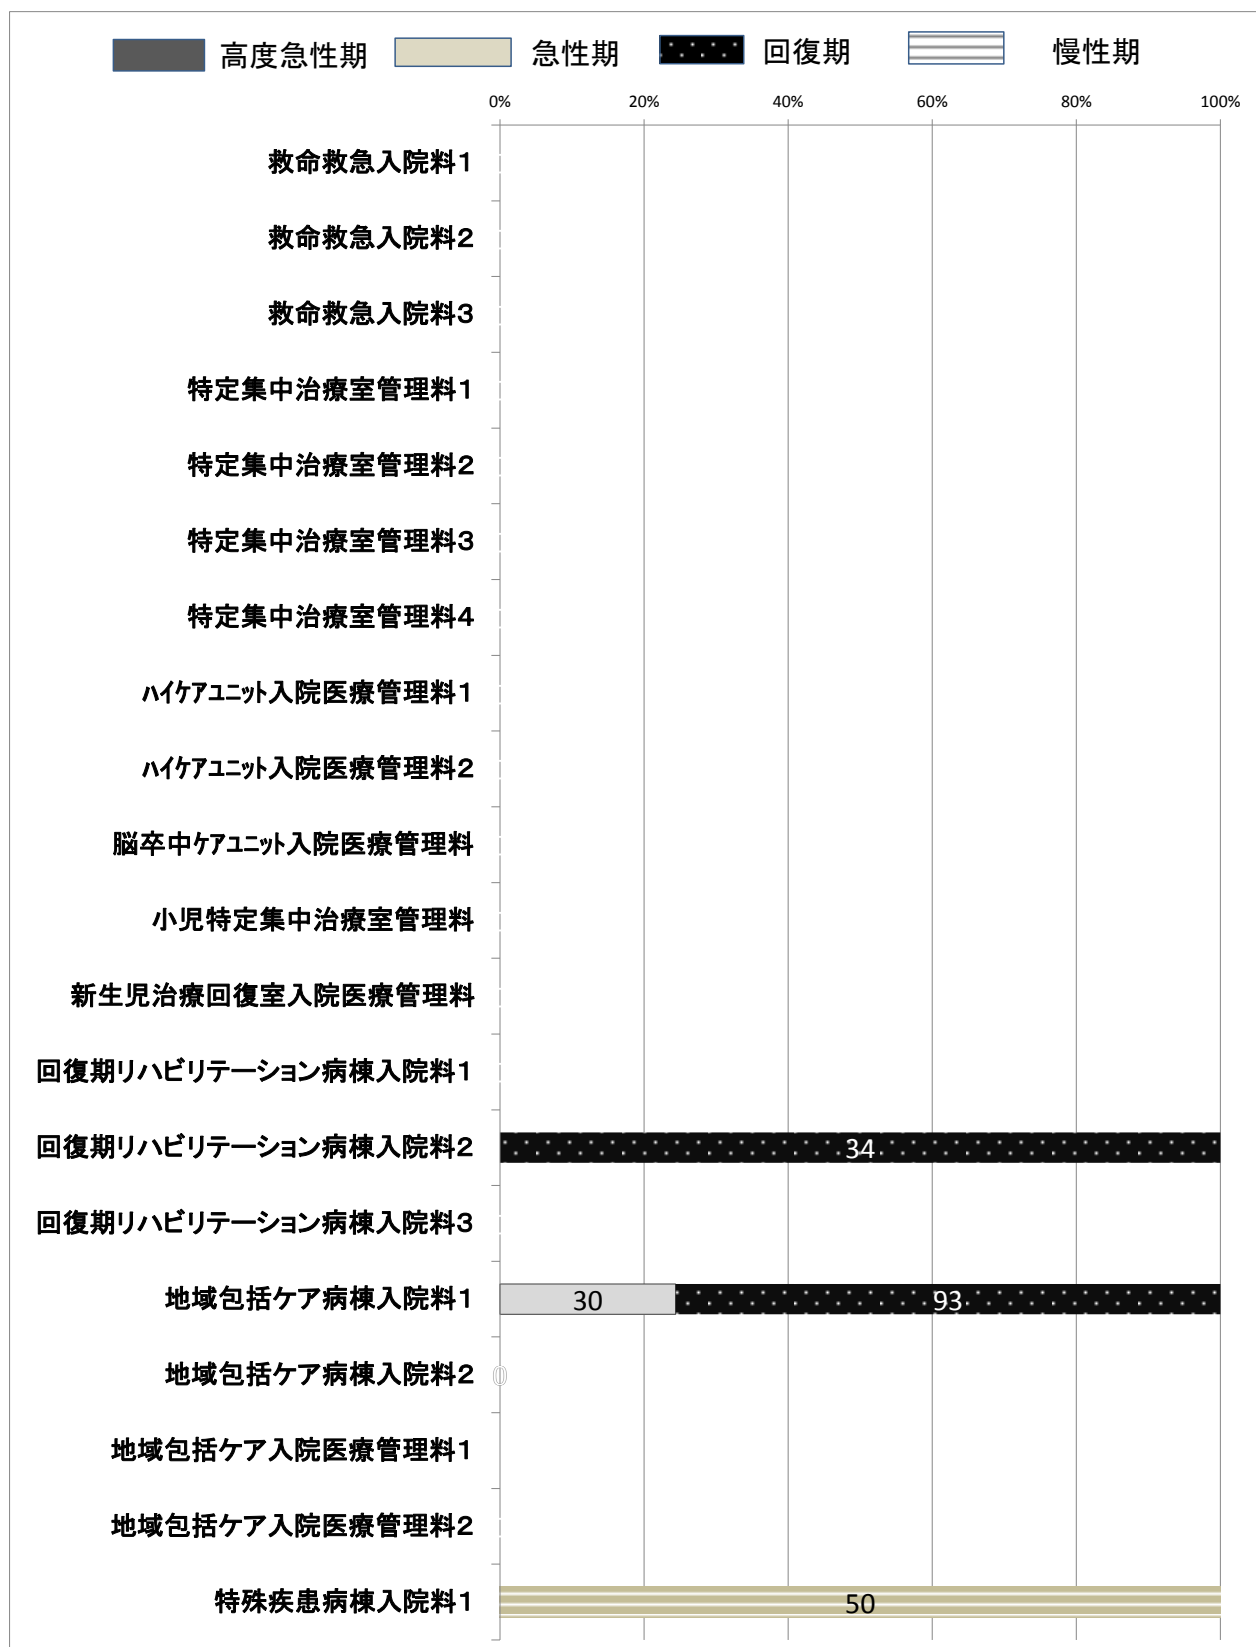 高度急性期 急性期 回復期 慢性期
0% 20% 40% 60% 80% 100%
救命救急入院料１
救命救急入院料２
救命救急入院料３
特定集中治療室管理料１
特定集中治療室管理料２
特定集中治療室管理料３
特定集中治療室管理料４
ﾊｲｹｱﾕﾆｯﾄ入院医療管理料１
ﾊｲｹｱﾕﾆｯﾄ入院医療管理料２
脳卒中ｹｱﾕﾆｯﾄ入院医療管理料
小児特定集中治療室管理料
新生児治療回復室入院医療管理料
回復期リハビリテーション病棟入院料１
回復期リハビリテーション病棟入院料２ 34
回復期リハビリテーション病棟入院料３
地域包括ケア病棟入院料１ 30 93
地域包括ケア病棟入院料２ 0
地域包括ケア入院医療管理料１
地域包括ケア入院医療管理料２
特殊疾患病棟入院料１ 50